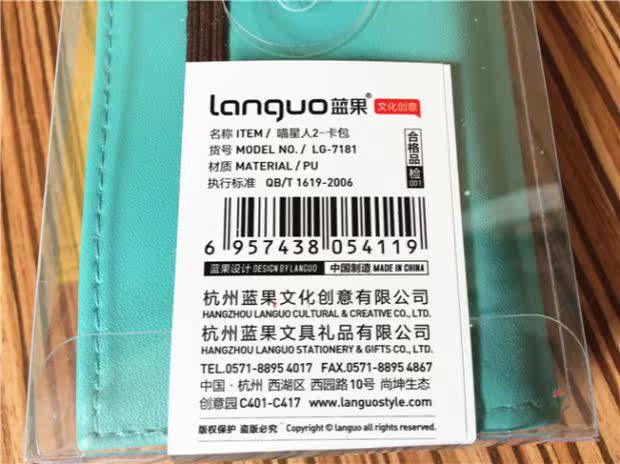 Languo®蓝果 文化创意
名称 ITEM / 喵星人2-卡包
货号 MODEL NO. / LG-7181
材质 MATERIAL / PU
执行标准 QB/T 1619-2006
合格品
检
001
6 957438 054119
蓝果设计 DESIGN BY LANGUO 中国制造 MADE IN CHINA
杭州蓝果文化创意有限公司
HANGZHOU LANGUO CULTURAL & CREATIVE CO., LTD.
杭州蓝果文具礼品有限公司
HANGZHOU LANGUO STATIONERY & GIFTS CO., LTD.
TEL.0571-8895 4017 FAX.0571-8895 4867
中国·杭州 西湖区 西园路10号 尚坤生态
创意园C401-C417 www.languostyle.com
版权保护 盗版必究 Copyright © languo all rights reserved.